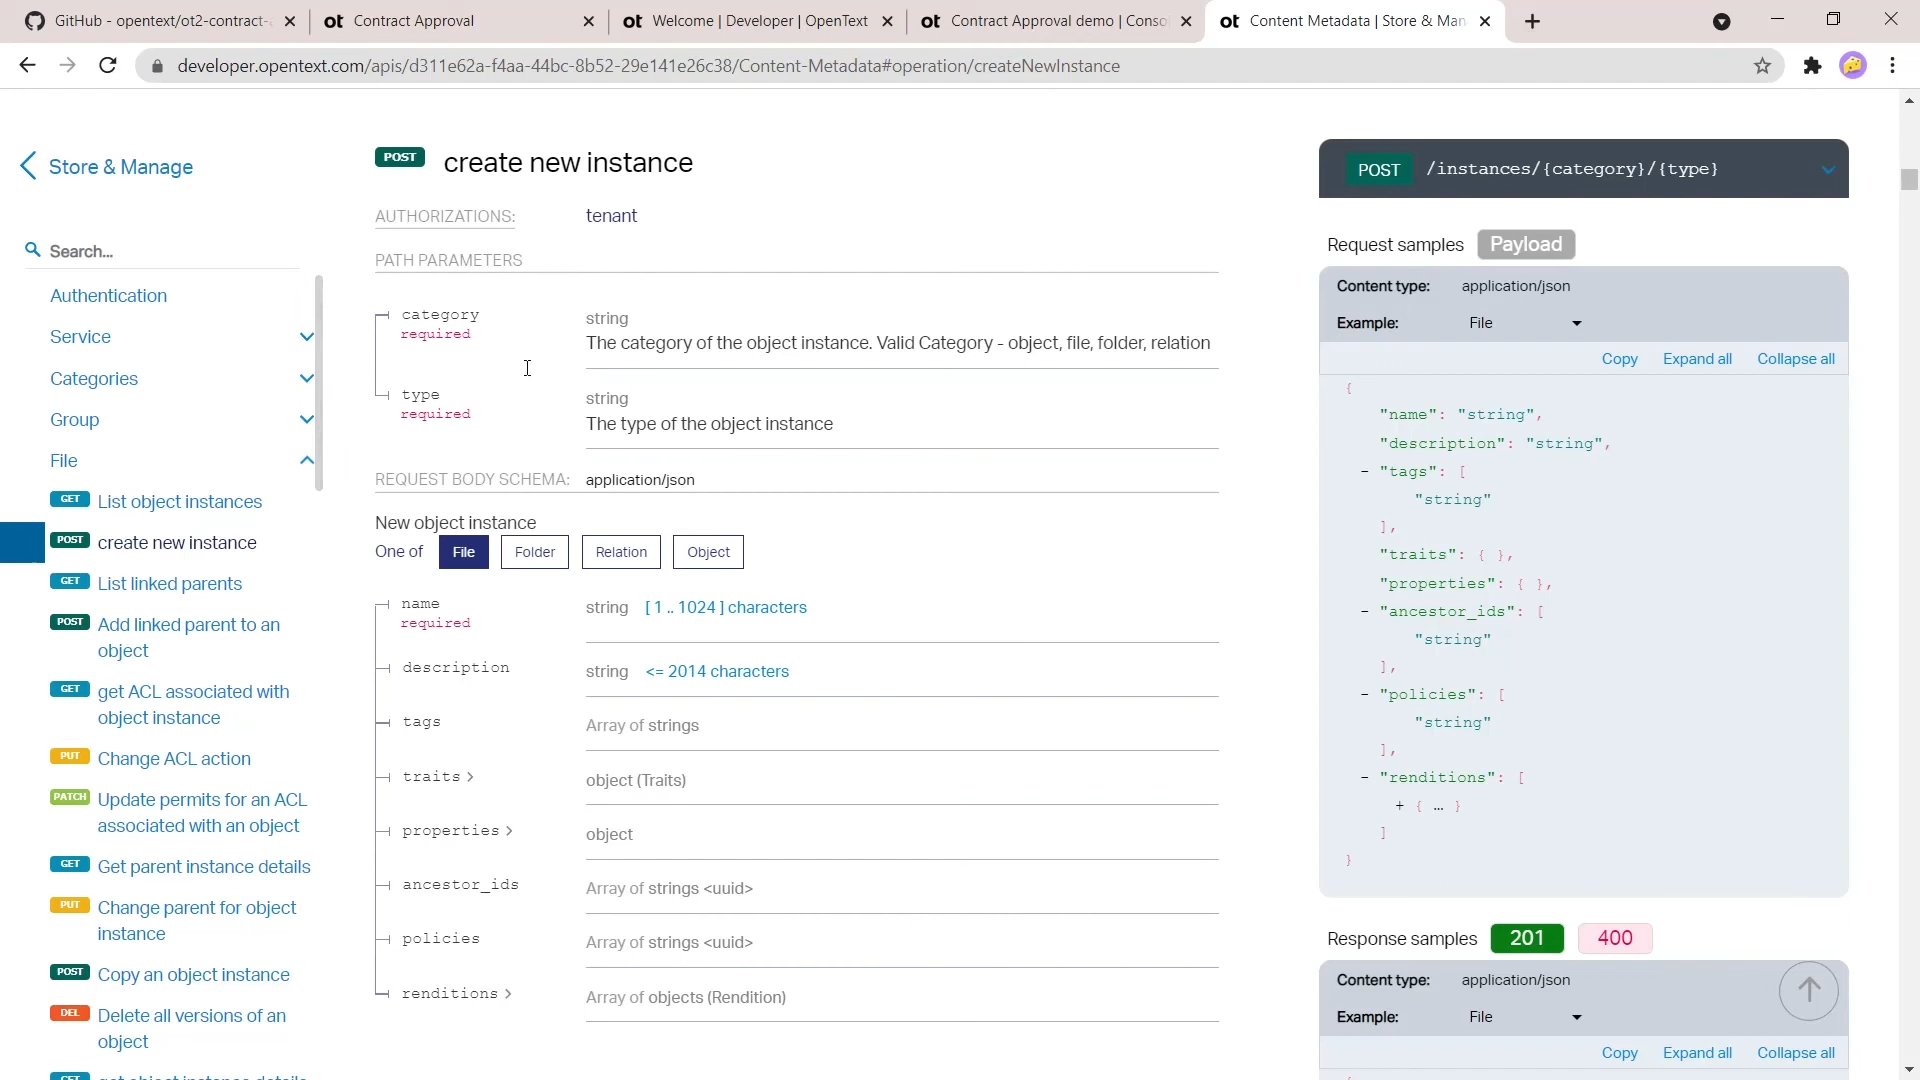 GitHub - opentext/ot2-contract-
ot Contract Approval
ot Welcome | Developer | OpenText
ot Contract Approval demo | Conso
ot Content Metadata | Store & Man
developer.opentext.com/apis/d311e62a-f4aa-44bc-8b52-29e141e26c38/Content-Metadata#operation/createNewInstance
Store & Manage
Search...
Authentication
Service
Categories
Group
File
GET List object instances
POST create new instance
GET List linked parents
POST Add linked parent to an
object
GET get ACL associated with
object instance
PUT Change ACL action
PATCH Update permits for an ACL
associated with an object
GET Get parent instance details
PUT Change parent for object
instance
POST Copy an object instance
DEL Delete all versions of an
object
GET get object instance details
POST create new instance
AUTHORIZATIONS: tenant
PATH PARAMETERS
category string
required The category of the object instance. Valid Category - object, file, folder, relation
type string
required The type of the object instance
REQUEST BODY SCHEMA: application/json
New object instance
One of File Folder Relation Object
name string [ 1 .. 1024 ] characters
required
description string <= 2014 characters
tags Array of strings
traits > object (Traits)
properties > object
ancestor_ids Array of strings <uuid>
policies Array of strings <uuid>
renditions > Array of objects (Rendition)
POST /instances/{category}/{type}
Request samples Payload
Content type: application/json
Example: File
Copy Expand all Collapse all
{
"name": "string",
"description": "string",
- "tags": [
"string"
],
"traits": { },
"properties": { },
- "ancestor_ids": [
"string"
],
- "policies": [
"string"
],
- "renditions": [
+ { … }
]
}
Response samples 201 400
Content type: application/json
Example: File
Copy Expand all Collapse all